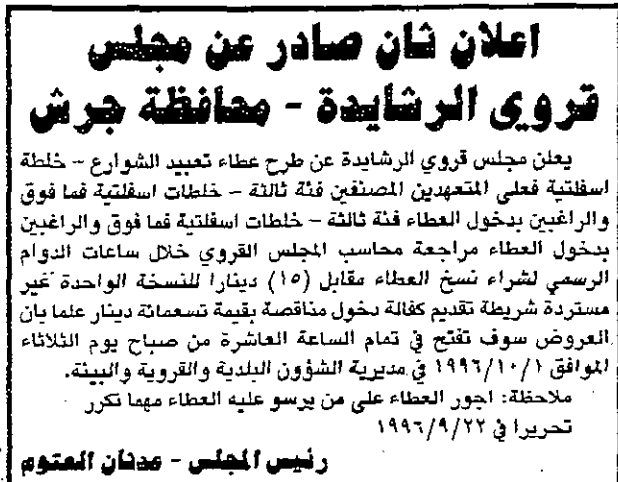 اعلان ثان صادر عن مجلس
قروي الرشايدة - محافظة جرش
يعلن مجلس قروي الرشايدة عن طرح عطاء تعبيد الشوارع - خلطة
اسفلتية فعلى المتعهدين المصنفين فئة ثالثة - خلطات اسفلتية فما فوق
والراغبين بدخول العطاء فئة ثالثة - خلطات اسفلتية فما فوق والراغبين
بدخول العطاء مراجعة محاسب المجلس القروي خلال ساعات الدوام
الرسمي لشراء نسخ العطاء مقابل (١٥) دينارا للنسخة الواحدة غير
مستردة شريطة تقديم كفالة دخول مناقصة بقيمة تسعمائة دينار علما بان
العروض سوف تفتح في تمام الساعة العاشرة من صباح يوم الثلاثاء
الموافق ١٩٩٦/١٠/١ في مديرية الشؤون البلدية والقروية والبيئة.
ملاحظة: اجور العطاء على من يرسو عليه العطاء مهما تكرر
تحريرا في ١٩٩٦/٩/٢٢
رئيس المجلس - عدنان العتوم